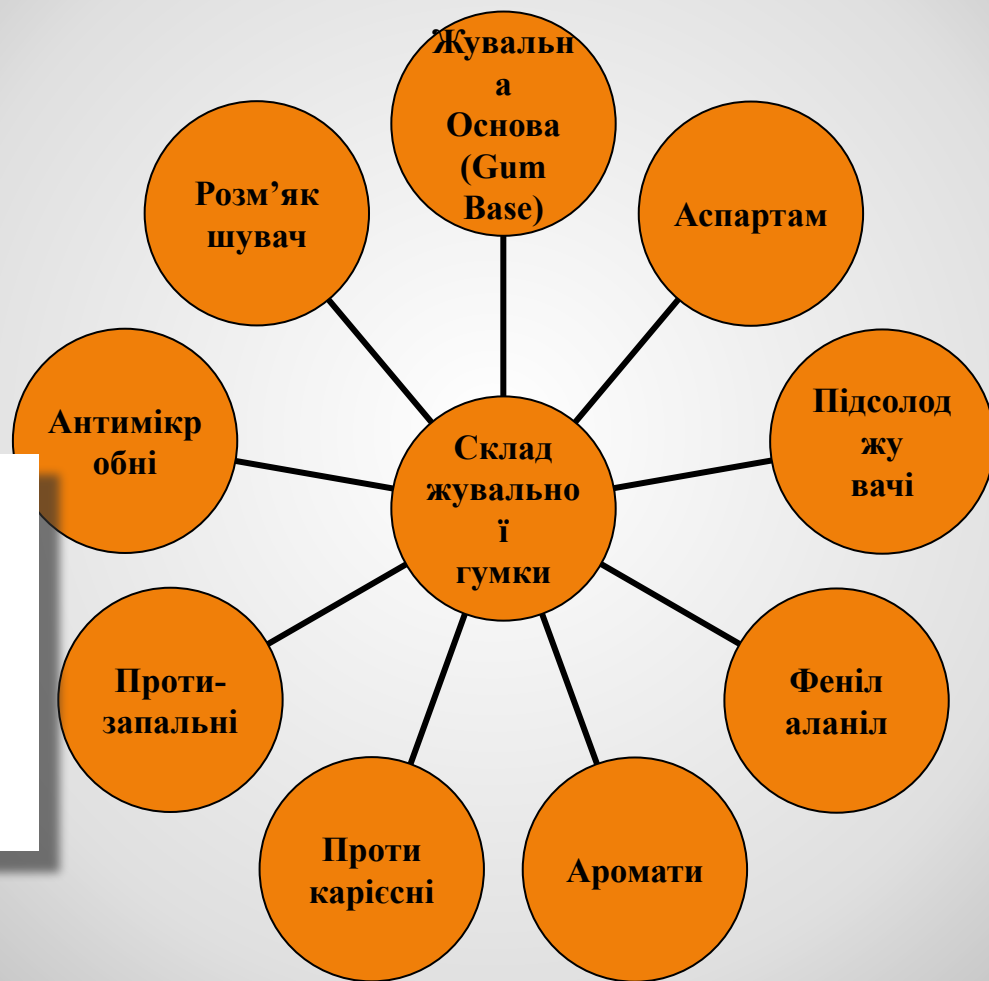 Жувальн
а
Основа
(Gum
Base)
Розм’як
шувач
Аспартам
Антимікр
обні
Підсолод
жу
вачі
Склад
жувально
ї
гумки
Проти-
запальні
Феніл
аланіл
Проти
карієсні
Аромати